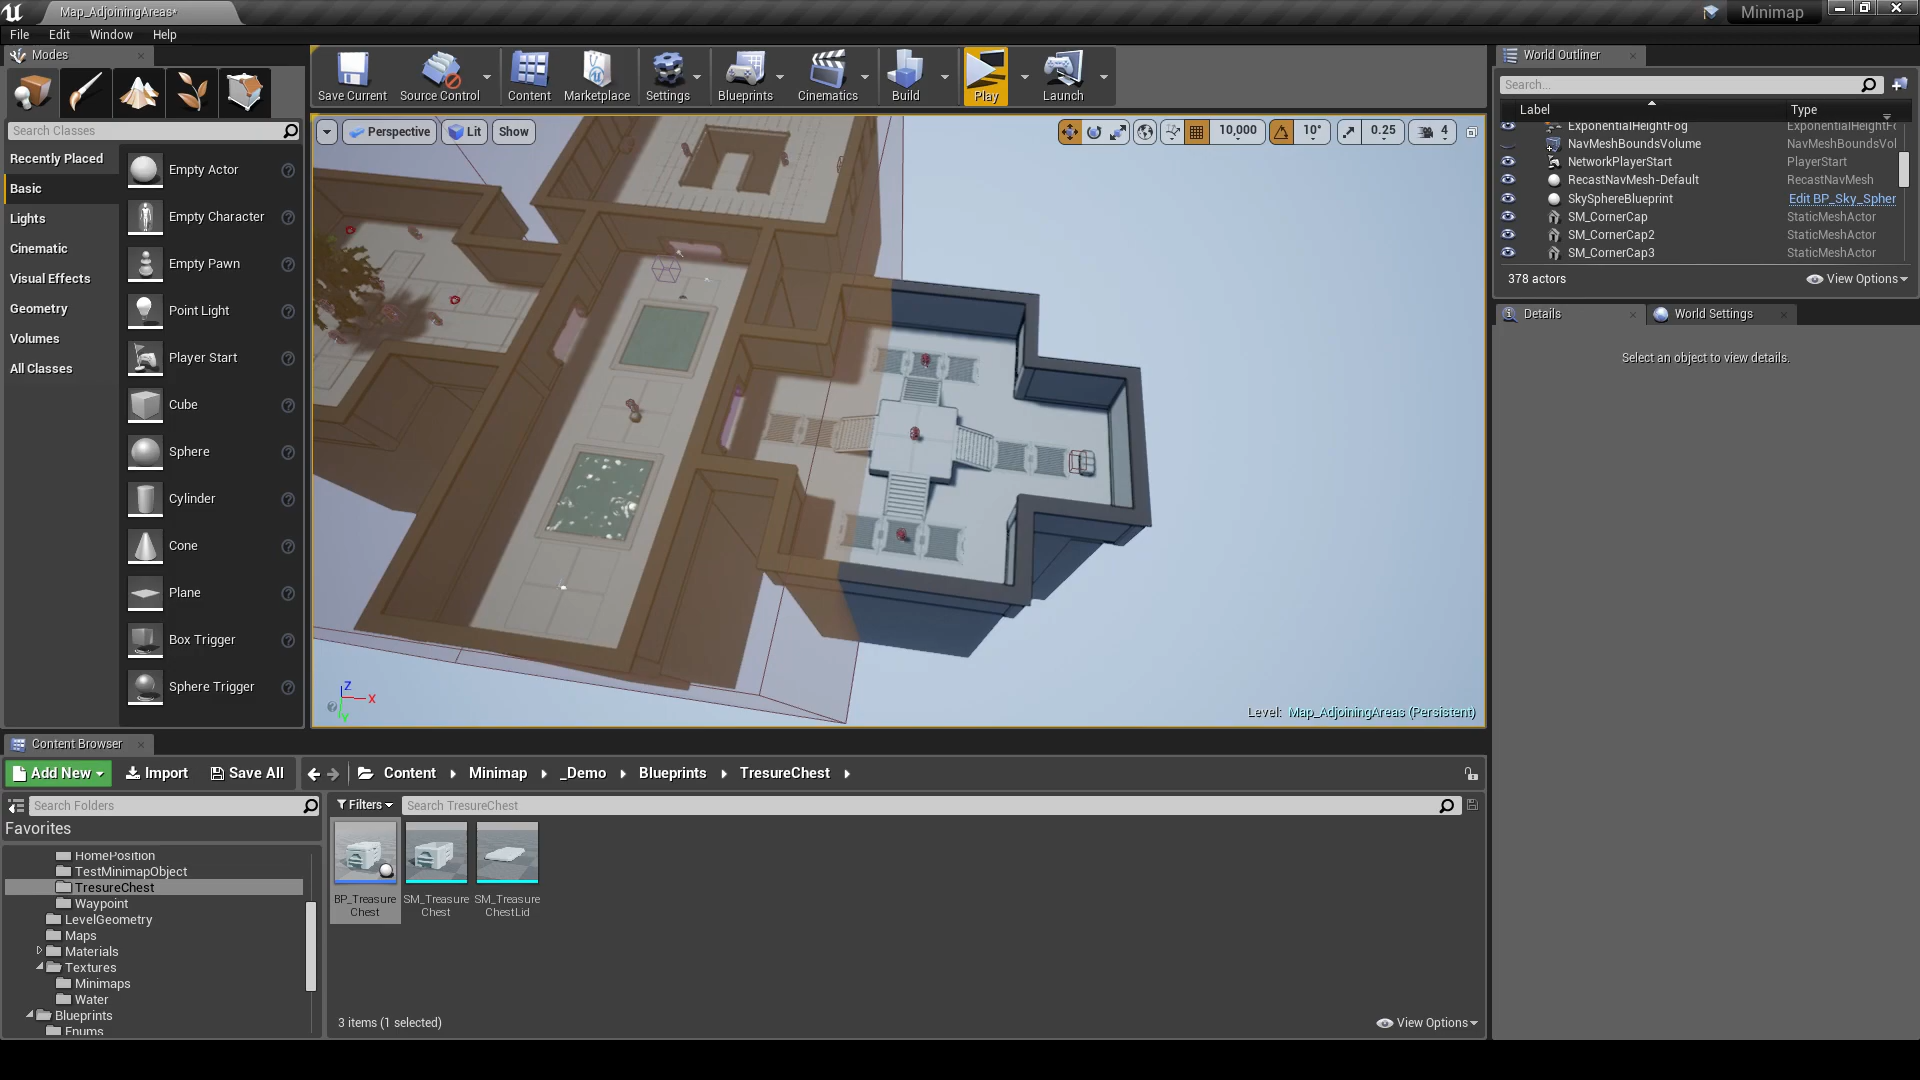 Map_AdjoiningAreas*
Minimap
File Edit Window Help
Modes
Search Classes
Recently Placed
Basic
Lights
Cinematic
Visual Effects
Geometry
Volumes
All Classes
Empty Actor
Empty Character
Empty Pawn
Point Light
Player Start
Cube
Sphere
Cylinder
Cone
Plane
Box Trigger
Sphere Trigger
Save Current
Source Control
Content
Marketplace
Settings
Blueprints
Cinematics
Build
Play
Launch
Perspective
Lit
Show
10,000
10°
0.25
4
Z
X
Y
Level: Map_AdjoiningAreas (Persistent)
World Outliner
Search...
Label Type
ExponentialHeightFog ExponentialHeightFo
NavMeshBoundsVolume NavMeshBoundsVol
NetworkPlayerStart PlayerStart
RecastNavMesh-Default RecastNavMesh
SkySphereBlueprint Edit BP_Sky_Spher
SM_CornerCap StaticMeshActor
SM_CornerCap2 StaticMeshActor
SM_CornerCap3 StaticMeshActor
378 actors
View Options
Details
World Settings
Select an object to view details.
Content Browser
Add New
Import
Save All
Content
Minimap
_Demo
Blueprints
TresureChest
Search Folders
Favorites
HomePosition
TestMinimapObject
TresureChest
Waypoint
LevelGeometry
Maps
Materials
Textures
Minimaps
Water
Blueprints
Enums
Filters
Search TresureChest
BP_Treasure
Chest
SM_Treasure
Chest
SM_Treasure
ChestLid
3 items (1 selected)
View Options